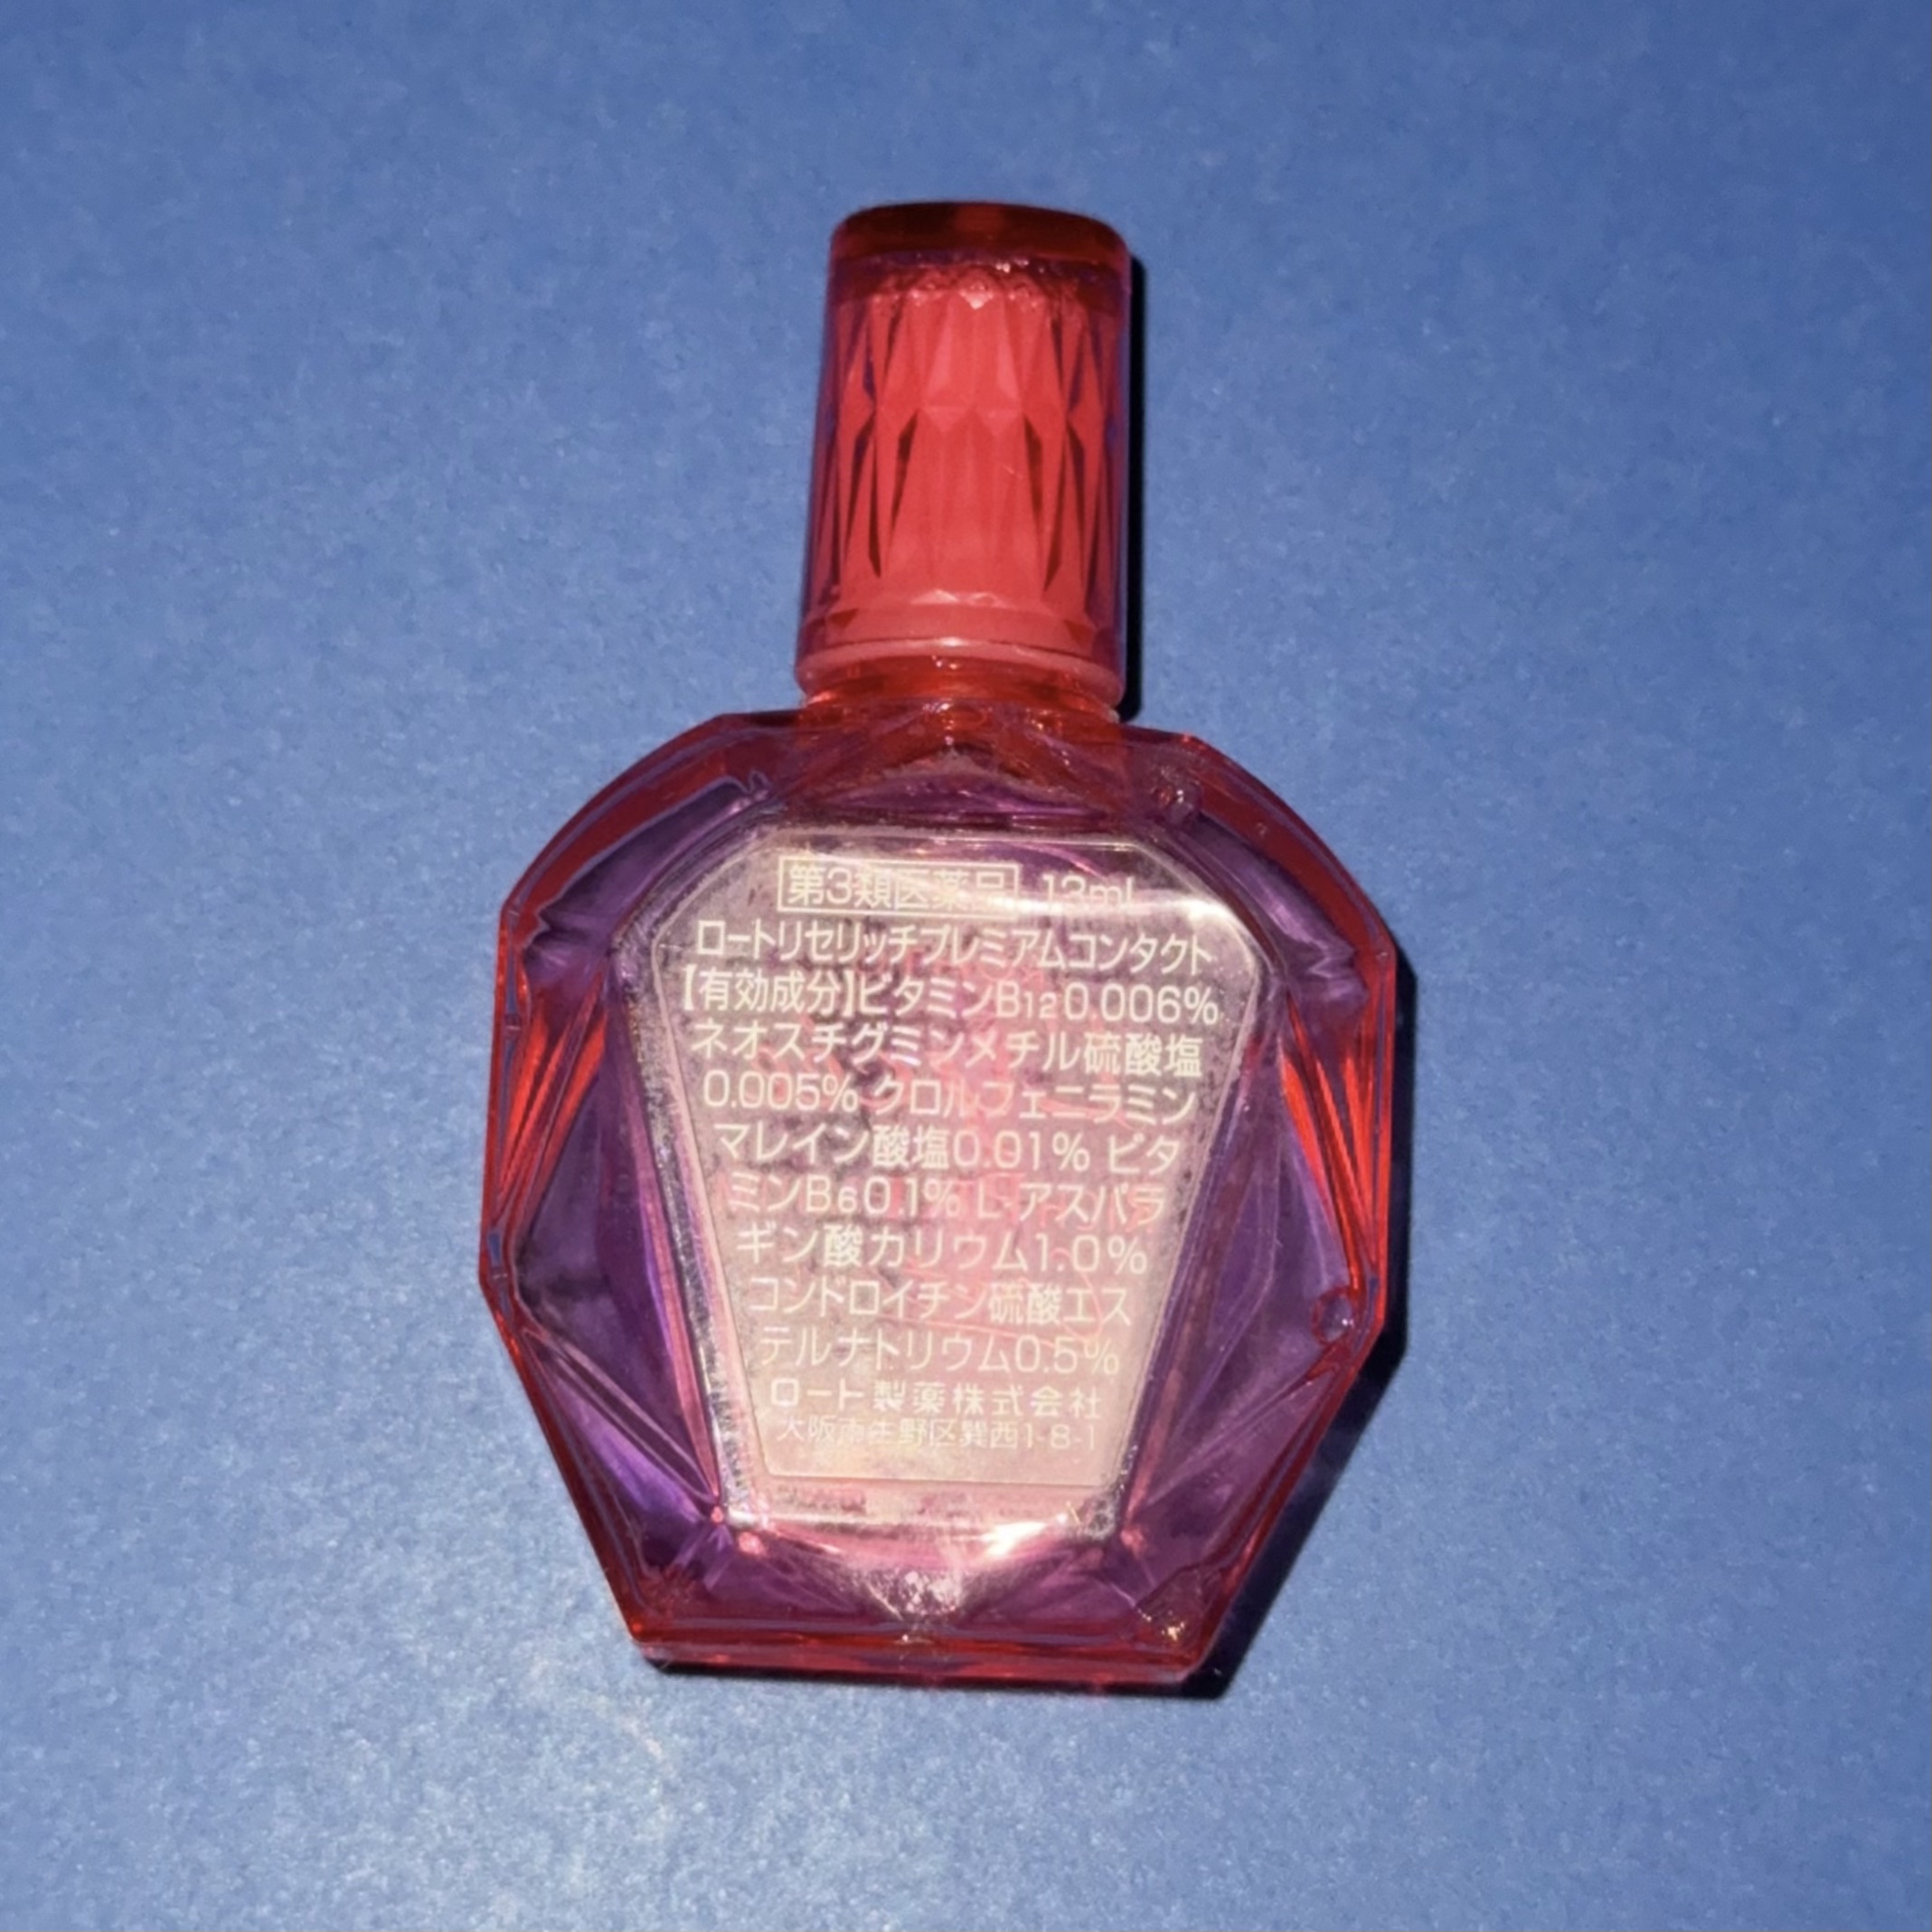 第3類医薬品 13ml
ロートリセリッチプレミアムコンタクト
【有効成分】ビタミンB12 0.006%
ネオスチグミンメチル硫酸塩
0.005% クロルフェニラミン
マレイン酸塩0.01% ビタ
ミンB6 0.1% L-アスパラ
ギン酸カリウム1.0%
コンドロイチン硫酸エス
テルナトリウム0.5%
ロート製薬株式会社
大阪市生野区巽西1-8-1